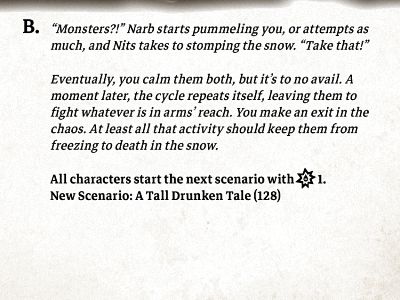 B. “Monsters?!” Narb starts pummeling you, or attempts as
much, and Nits takes to stomping the snow. “Take that!”
Eventually, you calm them both, but it’s to no avail. A
moment later, the cycle repeats itself, leaving them to
fight whatever is in arms’ reach. You make an exit in the
chaos. At least all that activity should keep them from
freezing to death in the snow.
All characters start the next scenario with 1.
New Scenario: A Tall Drunken Tale (128)